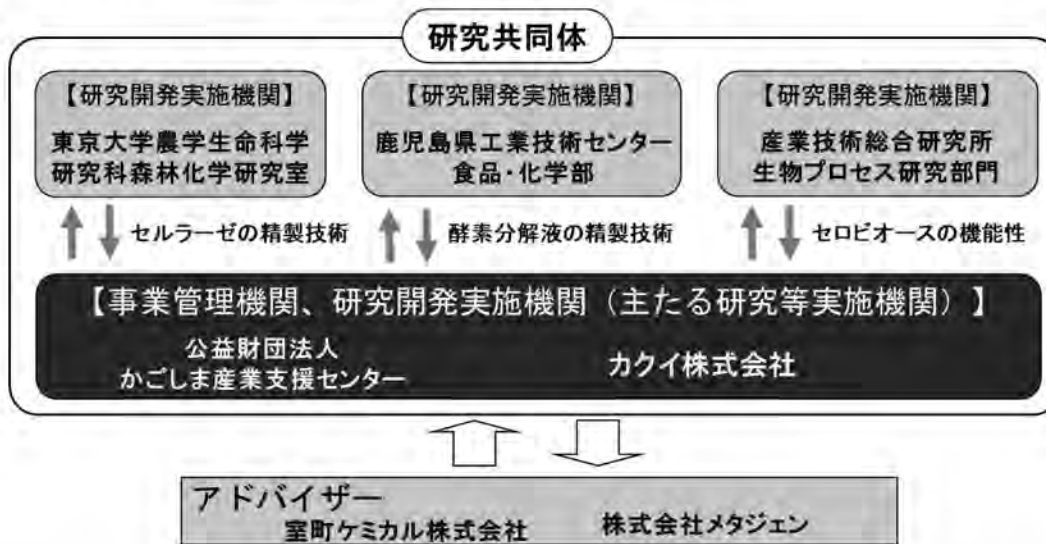 研究共同体
【研究開発実施機関】
東京大学農学生命科学
研究科森林化学研究室
【研究開発実施機関】
鹿児島県工業技術センター
食品・化学部
【研究開発実施機関】
産業技術総合研究所
生物プロセス研究部門
セルラーゼの精製技術
酵素分解液の精製技術
セロビオースの機能性
【事業管理機関、研究開発実施機関（主たる研究等実施機関）】
公益財団法人
かごしま産業支援センター
カクイ株式会社
アドバイザー
室町ケミカル株式会社
株式会社メタジェン